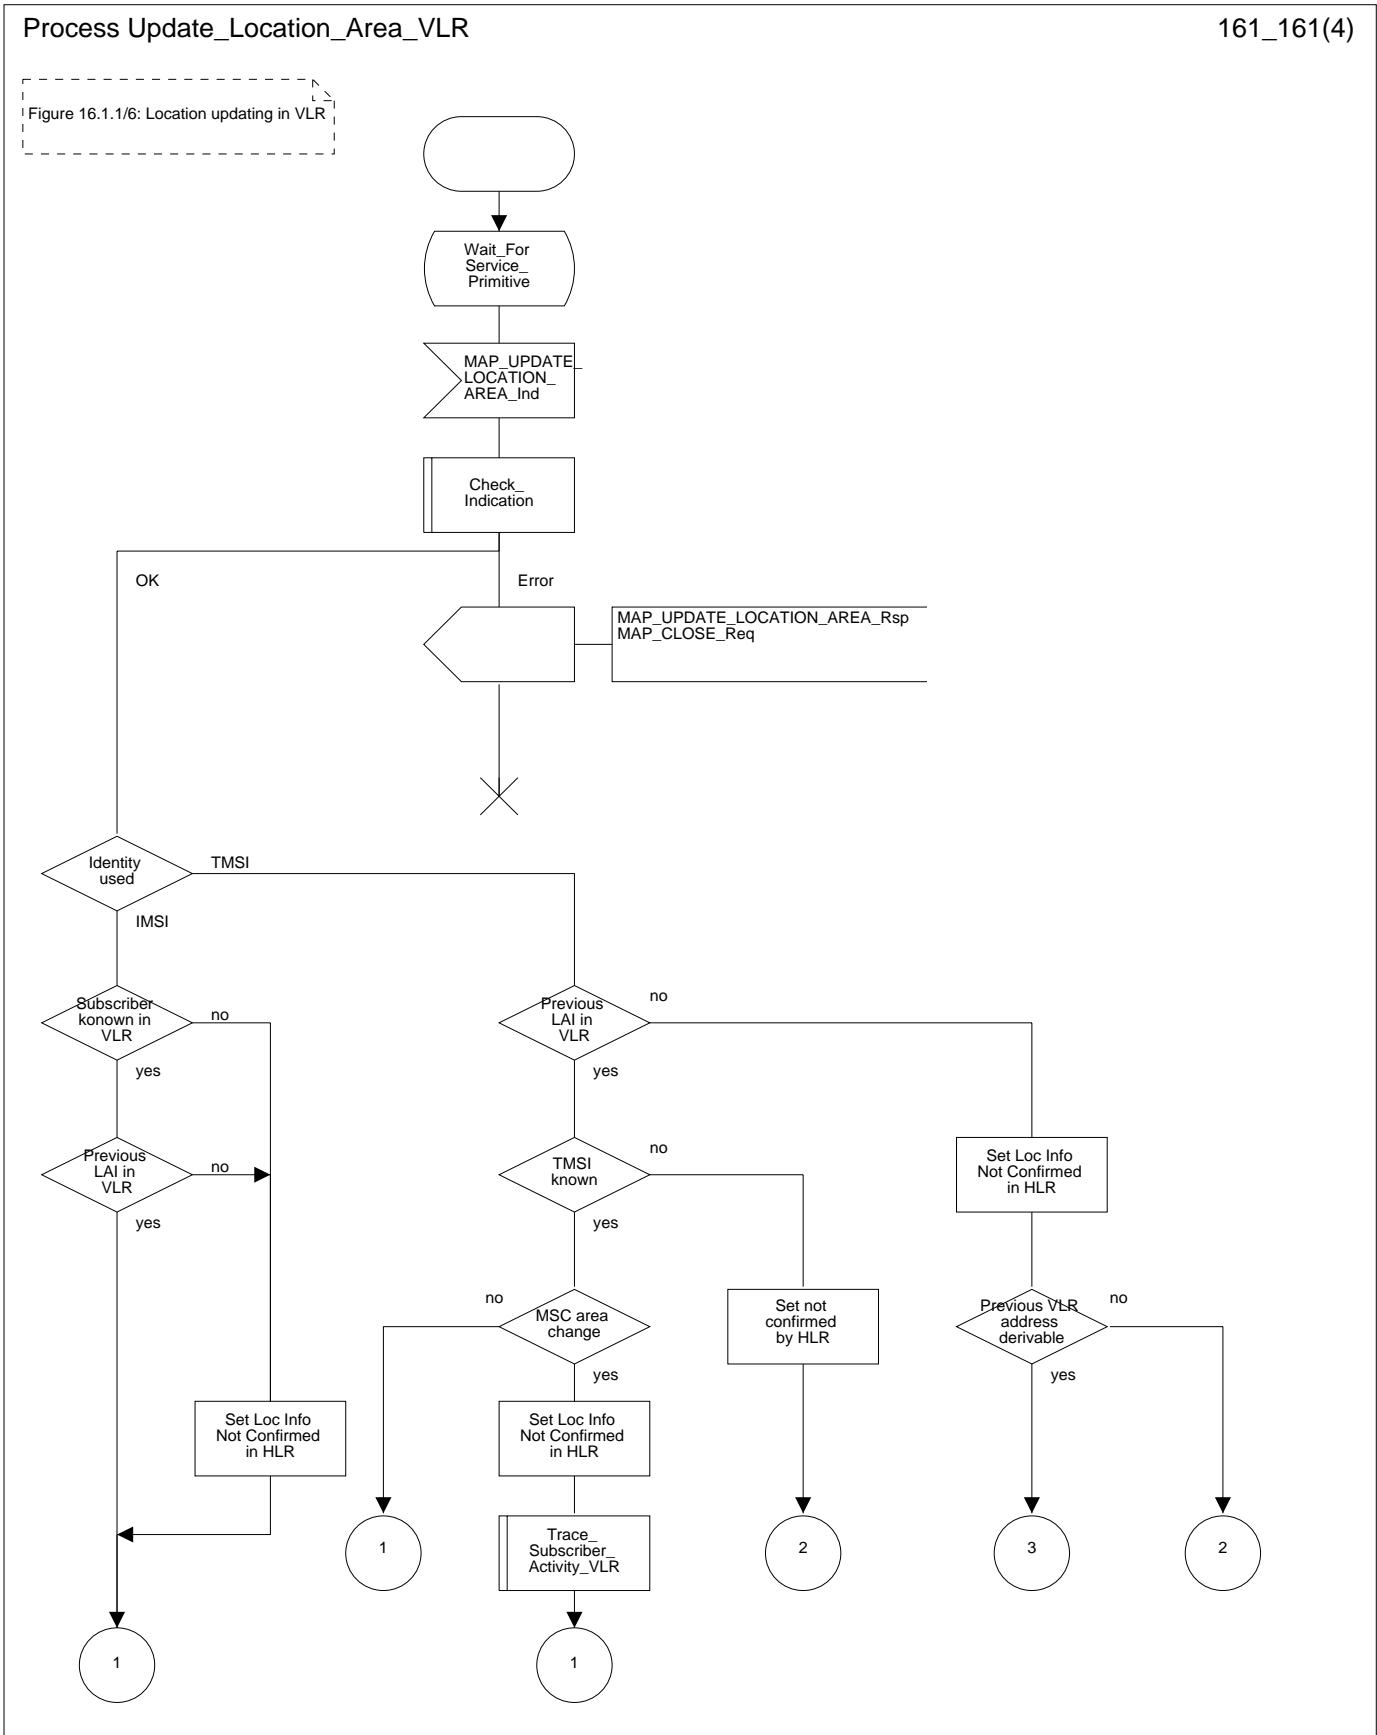 Process Update_Location_Area_VLR
161_161(4)
Figure 16.1.1/6: Location updating in VLR
Wait_For
Service_
Primitive
MAP_UPDATE_
LOCATION_
AREA_Ind
Check_
Indication
OK
Error
MAP_UPDATE_LOCATION_AREA_Rsp
MAP_CLOSE_Req
Identity
used
TMSI
IMSI
Subscriber
konown in
VLR
no
yes
Previous
LAI in
VLR
no
yes
Previous
LAI in
VLR
no
yes
TMSI
known
no
yes
Set Loc Info
Not Confirmed
in HLR
no
MSC area
change
yes
Set not
confirmed
by HLR
Previous VLR
address
derivable
no
yes
Set Loc Info
Not Confirmed
in HLR
Set Loc Info
Not Confirmed
in HLR
1
Trace_
Subscriber_
Activity_VLR
2
3
2
1
1